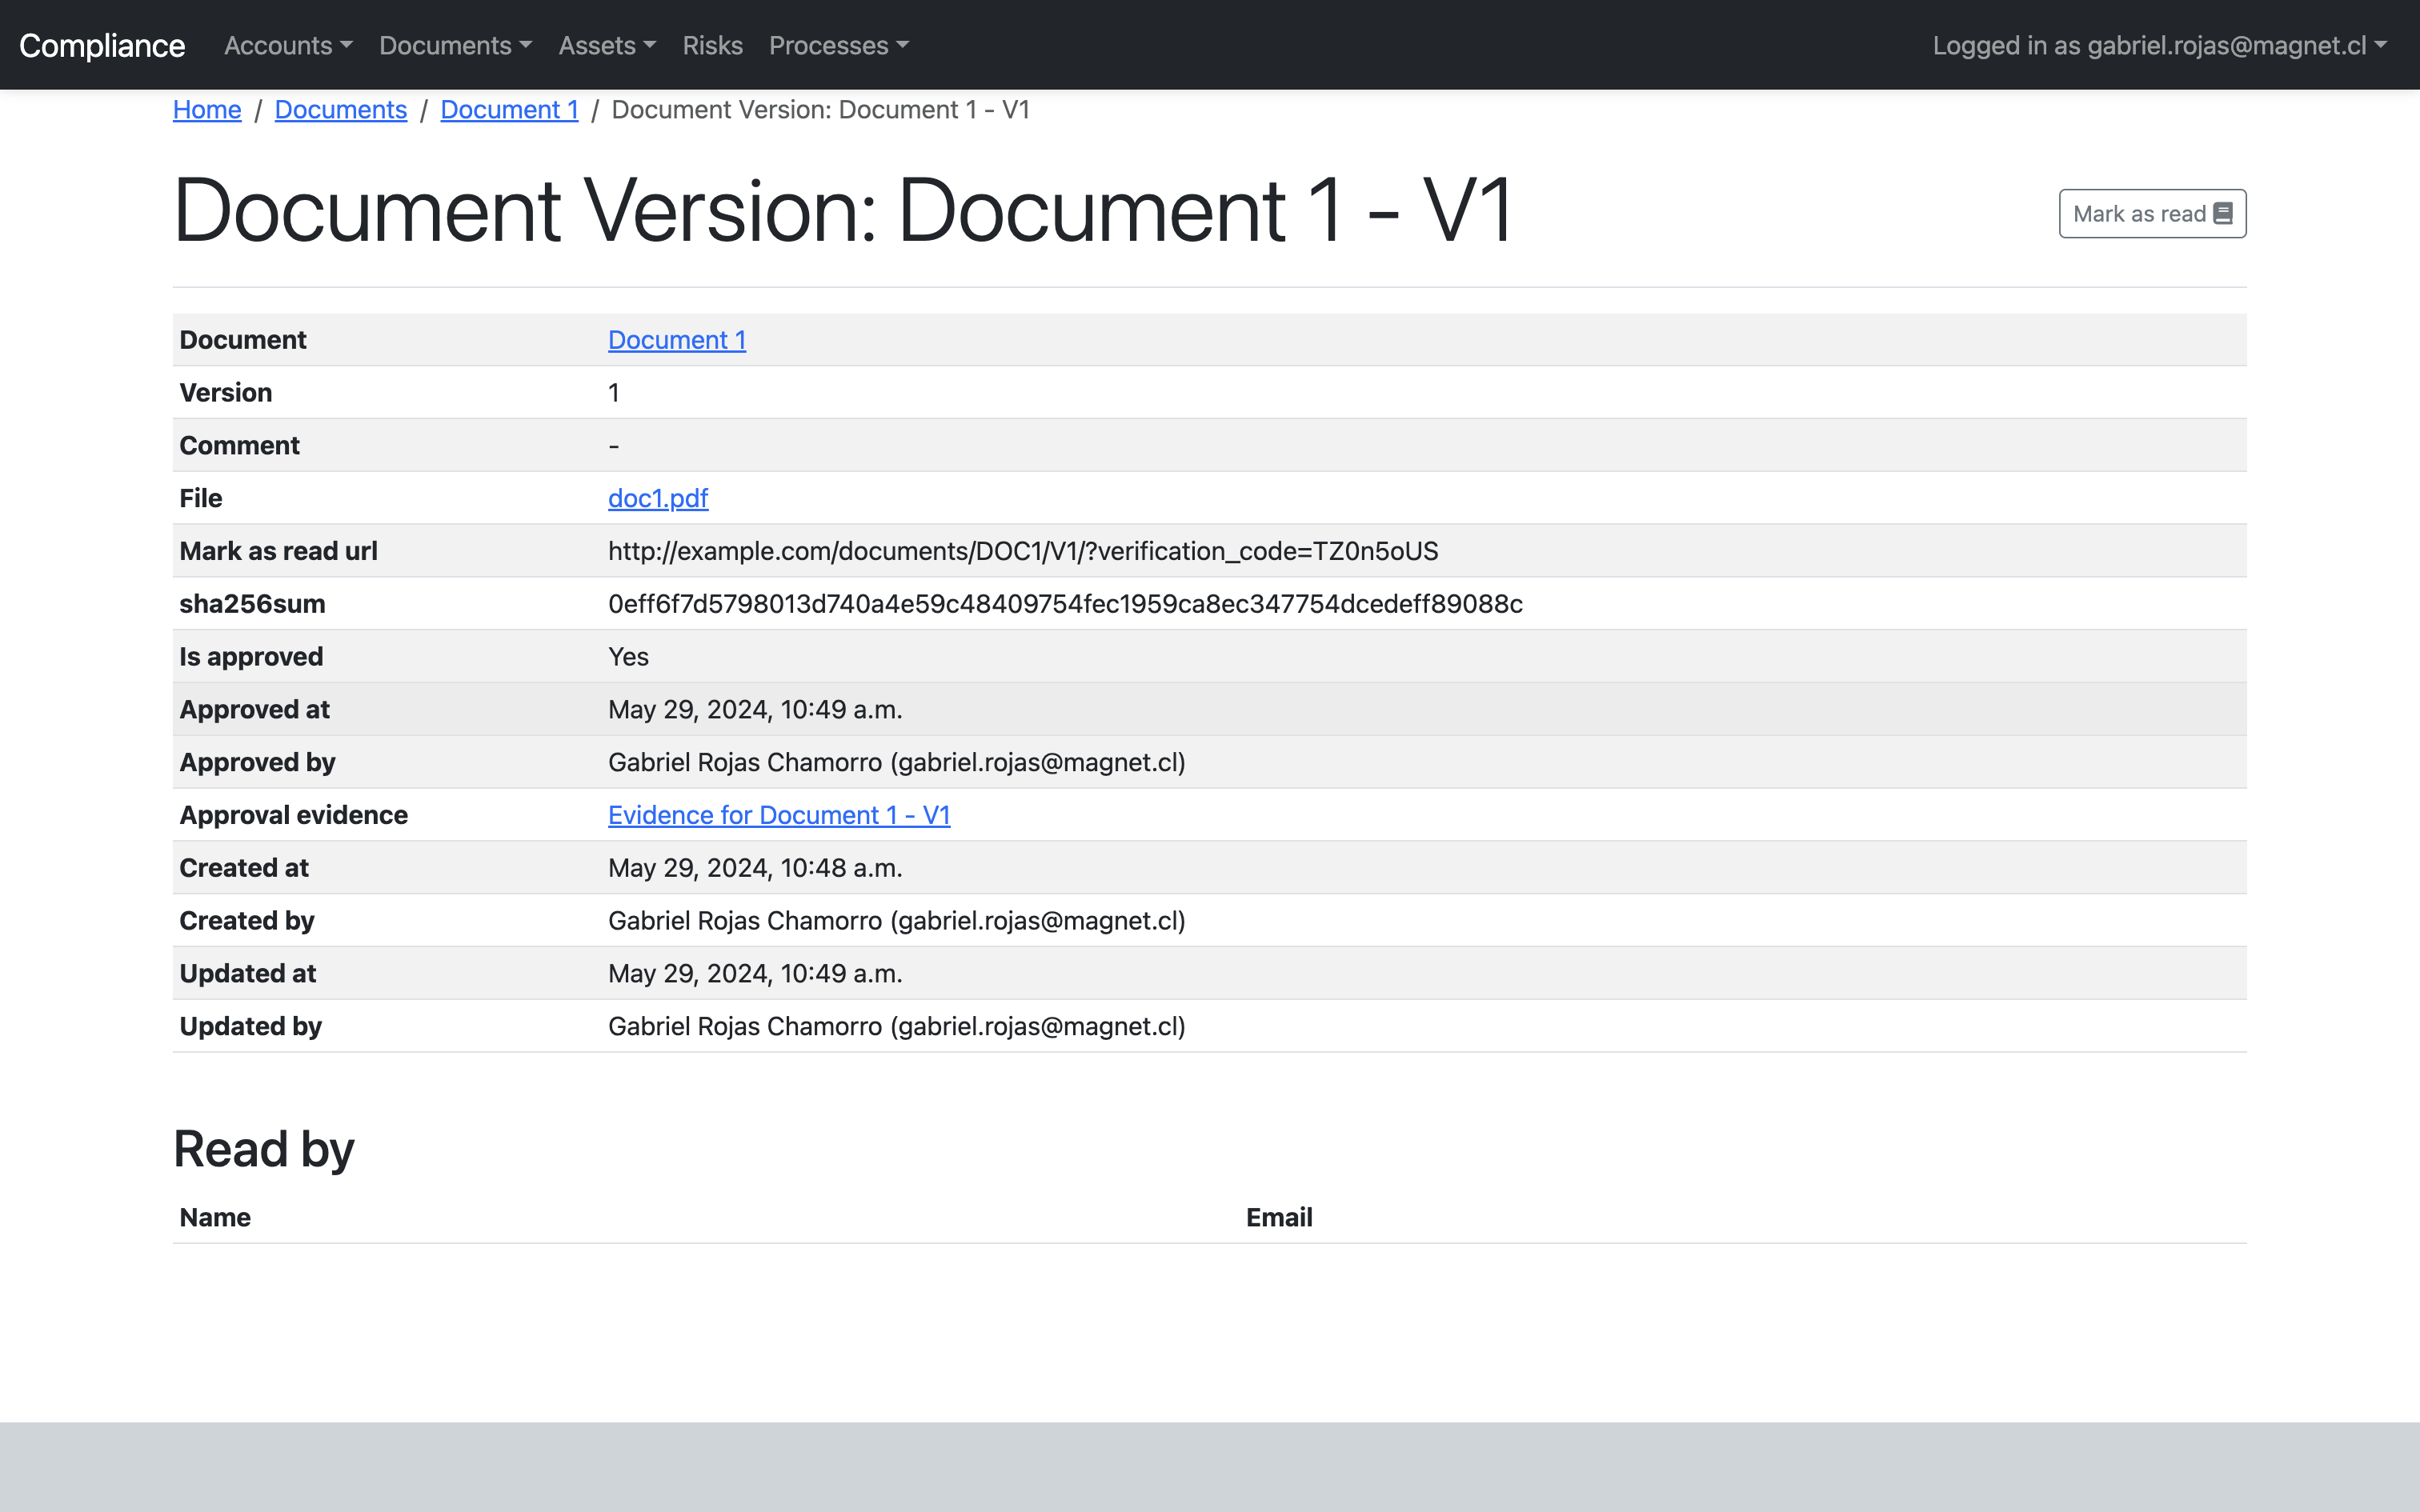 Compliance Accounts Documents Assets Risks Processes Logged in as gabriel.rojas@magnet.cl
Home / Documents / Document 1 / Document Version: Document 1 - V1
Document Version: Document 1 - V1
Mark as read
Document Document 1
Version 1
Comment -
File doc1.pdf
Mark as read url http://example.com/documents/DOC1/V1/?verification_code=TZ0n5oUS
sha256sum 0eff6f7d5798013d740a4e59c48409754fec1959ca8ec347754dcedeff89088c
Is approved Yes
Approved at May 29, 2024, 10:49 a.m.
Approved by Gabriel Rojas Chamorro (gabriel.rojas@magnet.cl)
Approval evidence Evidence for Document 1 - V1
Created at May 29, 2024, 10:48 a.m.
Created by Gabriel Rojas Chamorro (gabriel.rojas@magnet.cl)
Updated at May 29, 2024, 10:49 a.m.
Updated by Gabriel Rojas Chamorro (gabriel.rojas@magnet.cl)
Read by
Name Email